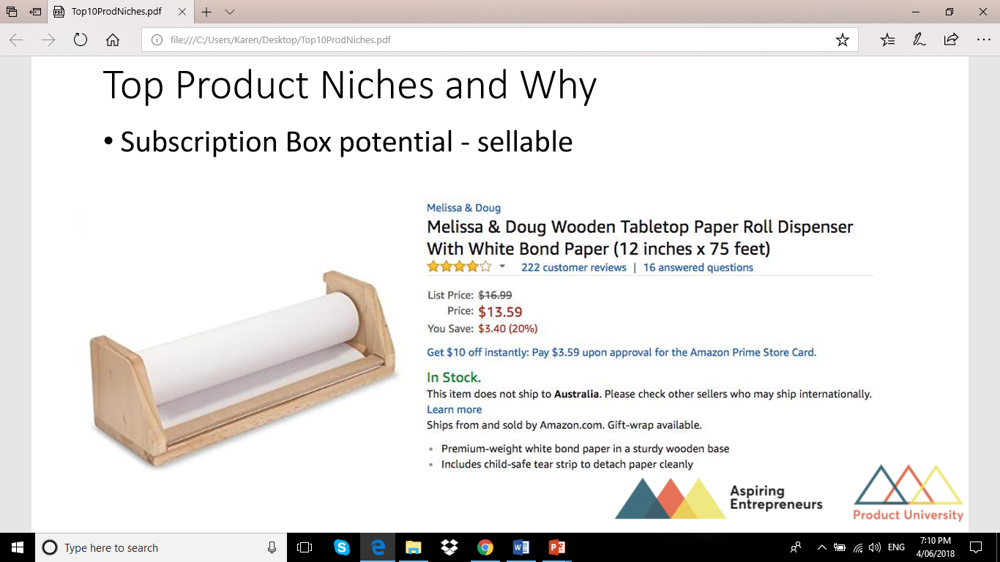 Top10ProdNiches.pdf
file:///C:/Users/Karen/Desktop/Top10ProdNiches.pdf
Top Product Niches and Why
• Subscription Box potential - sellable
Melissa & Doug
Melissa & Doug Wooden Tabletop Paper Roll Dispenser
With White Bond Paper (12 inches x 75 feet)
222 customer reviews | 16 answered questions
List Price: $16.99
Price: $13.59
You Save: $3.40 (20%)
Get $10 off instantly: Pay $3.59 upon approval for the Amazon Prime Store Card.
In Stock.
This item does not ship to Australia. Please check other sellers who may ship internationally.
Learn more
Ships from and sold by Amazon.com. Gift-wrap available.
Premium-weight white bond paper in a sturdy wooden base
Includes child-safe tear strip to detach paper cleanly
Aspiring
Entrepreneurs
Product University
Type here to search
ENG
7:10 PM
4/06/2018